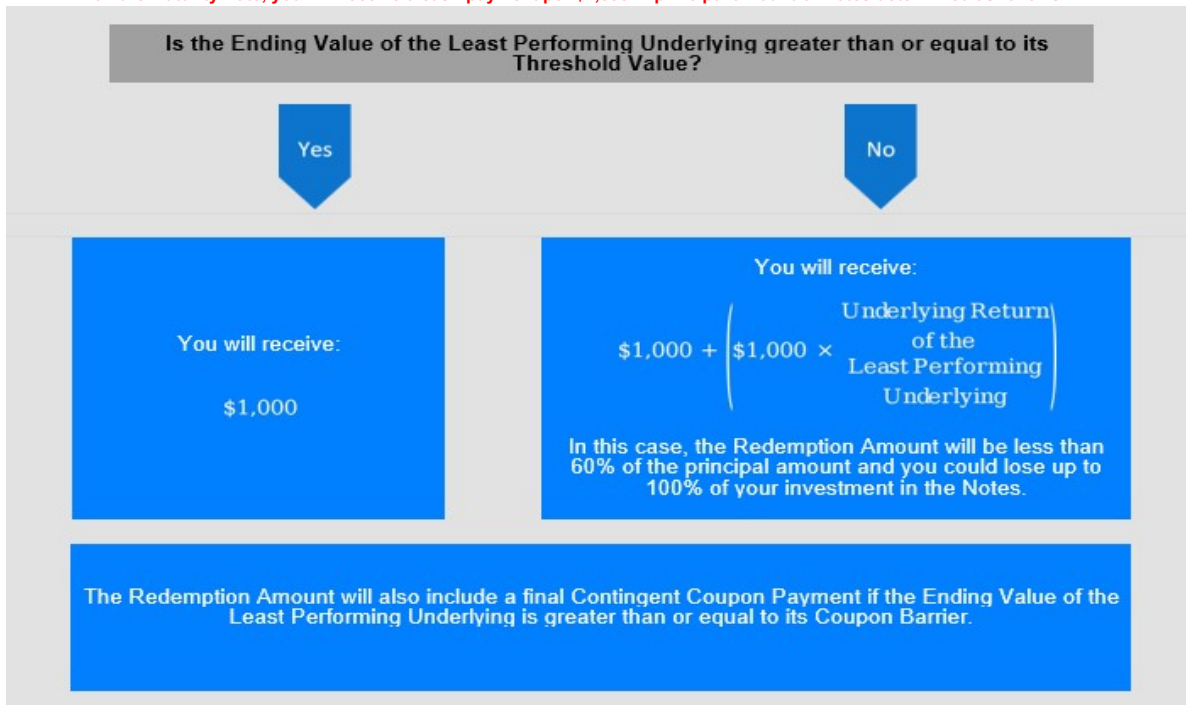 Is the Ending Value of the Least Performing Underlying greater than or equal to its
Threshold Value?
Yes
No
You will receive:
$1,000
You will receive:
$1,000 + ($1,000 × Underlying Return
of the
Least Performing
Underlying)
In this case, the Redemption Amount will be less than
60% of the principal amount and you could lose up to
100% of your investment in the Notes.
The Redemption Amount will also include a final Contingent Coupon Payment if the Ending Value of the
Least Performing Underlying is greater than or equal to its Coupon Barrier.